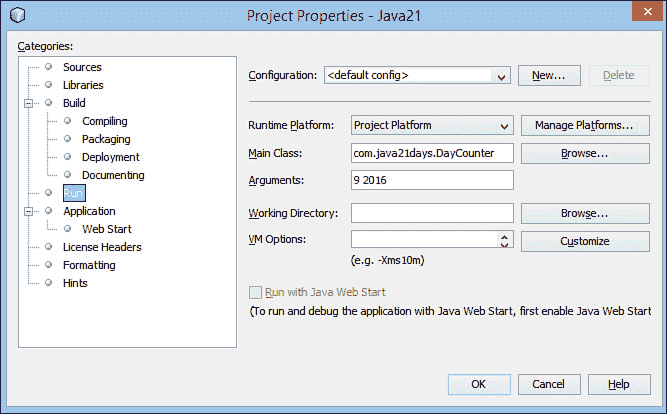 Project Properties - Java21
Categories:
Sources
Libraries
Build
Compiling
Packaging
Deployment
Documenting
Run
Application
Web Start
License Headers
Formatting
Hints
Configuration: <default config> New... Delete
Runtime Platform: Project Platform Manage Platforms...
Main Class: com.java21days.DayCounter Browse...
Arguments: 9 2016
Working Directory: Browse...
VM Options: Customize
(e.g. -Xms10m)
Run with Java Web Start
(To run and debug the application with Java Web Start, first enable Java Web Start
OK Cancel Help